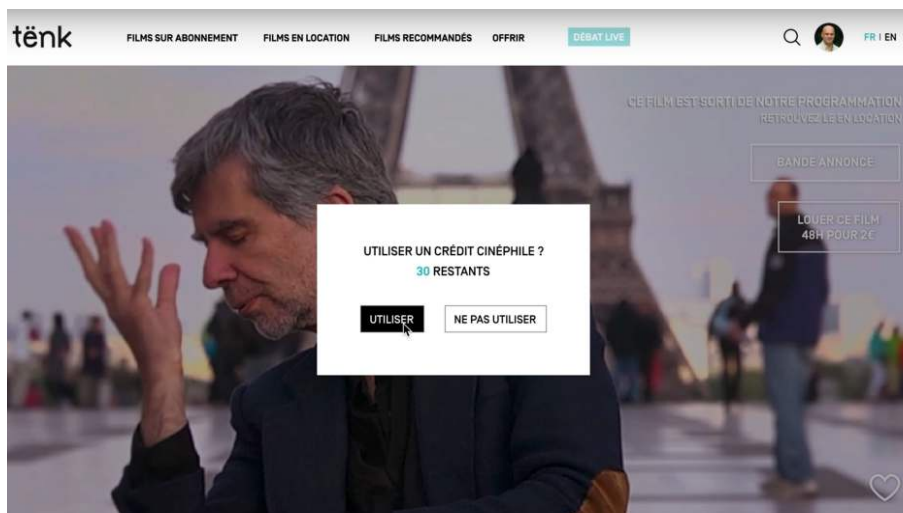 tënk
FILMS SUR ABONNEMENT FILMS EN LOCATION FILMS RECOMMANDÉS OFFRIR DÉBAT LIVE FR | EN
CE FILM EST SORTI DE NOTRE PROGRAMMATION
RETROUVEZ LE EN LOCATION
BANDE ANNONCE
LOUER CE FILM
48H POUR 2€
UTILISER UN CRÉDIT CINÉPHILE ?
30 RESTANTS
UTILISER NE PAS UTILISER